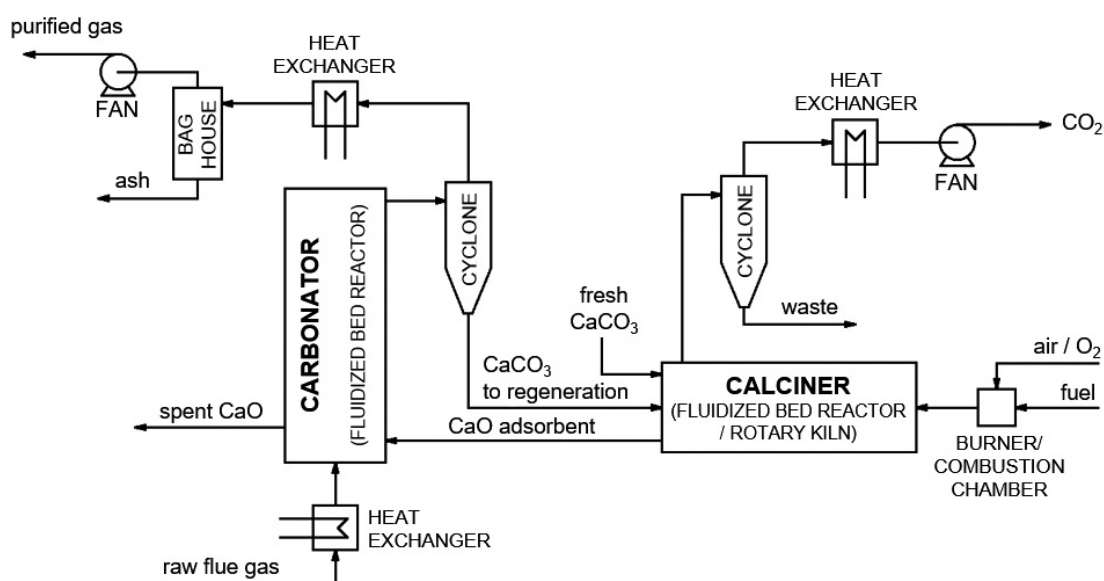 purified gas
FAN
BAG
HOUSE
ash
HEAT
EXCHANGER
CYCLONE
CARBONATOR
(FLUIDIZED BED REACTOR)
spent CaO
HEAT
EXCHANGER
raw flue gas
CaCO₃
to regeneration
CaO adsorbent
fresh
CaCO₃
HEAT
EXCHANGER
CO₂
FAN
CYCLONE
waste
CALCINER
(FLUIDIZED BED REACTOR
/ ROTARY KILN)
air / O₂
fuel
BURNER/
COMBUSTION
CHAMBER